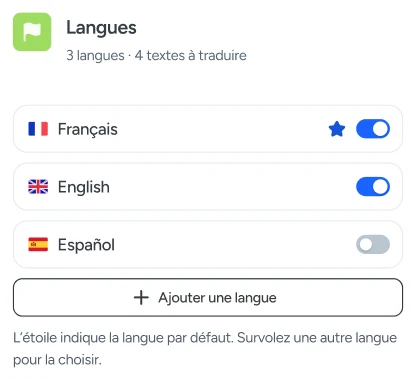 Langues
3 langues · 4 textes à traduire
Français
English
Español
Ajouter une langue
L’étoile indique la langue par défaut. Survolez une autre langue
pour la choisir.